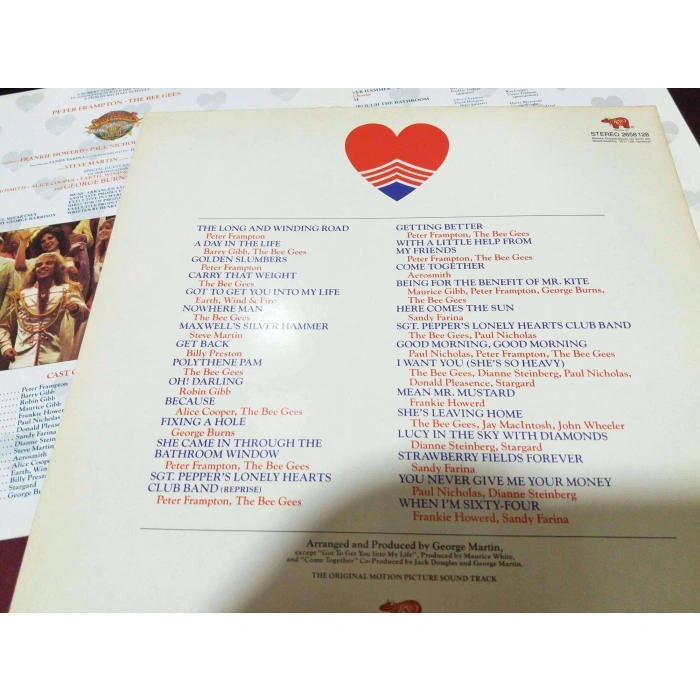 PETER FRAMPTON · THE BEE GEES
FRANKIE HOWERD · PAUL NICHOLAS
STEVE MARTIN
GEORGE BURNS
THROUGH THE BATHROOM
CAST
Peter Frampton
Barry Gibb
Robin Gibb
Maurice Gibb
Frankie Howerd
Paul Nicholas
Donald Pleasence
Sandy Farina
Dianne Steinberg
Steve Martin
Aerosmith
Alice Cooper
Earth, Wind
Billy Preston
Stargard
George Burns
STEREO 2658 128
THE LONG AND WINDING ROAD
Peter Frampton
A DAY IN THE LIFE
Barry Gibb, The Bee Gees
GOLDEN SLUMBERS
Peter Frampton
CARRY THAT WEIGHT
The Bee Gees
GOT TO GET YOU INTO MY LIFE
Earth, Wind & Fire
NOWHERE MAN
The Bee Gees
MAXWELL'S SILVER HAMMER
Steve Martin
GET BACK
Billy Preston
POLYTHENE PAM
The Bee Gees
OH! DARLING
Robin Gibb
BECAUSE
Alice Cooper, The Bee Gees
FIXING A HOLE
George Burns
SHE CAME IN THROUGH THE
BATHROOM WINDOW
Peter Frampton, The Bee Gees
SGT. PEPPER'S LONELY HEARTS
CLUB BAND (REPRISE)
Peter Frampton, The Bee Gees
GETTING BETTER
Peter Frampton, The Bee Gees
WITH A LITTLE HELP FROM
MY FRIENDS
Peter Frampton, The Bee Gees
COME TOGETHER
Aerosmith
BEING FOR THE BENEFIT OF MR. KITE
Maurice Gibb, Peter Frampton, George Burns,
The Bee Gees
HERE COMES THE SUN
Sandy Farina
SGT. PEPPER'S LONELY HEARTS CLUB BAND
The Bee Gees, Paul Nicholas
GOOD MORNING, GOOD MORNING
Paul Nicholas, Peter Frampton, The Bee Gees
I WANT YOU (SHE'S SO HEAVY)
The Bee Gees, Dianne Steinberg, Paul Nicholas,
Donald Pleasence, Stargard
MEAN MR. MUSTARD
Frankie Howerd
SHE'S LEAVING HOME
The Bee Gees, Jay MacIntosh, John Wheeler
LUCY IN THE SKY WITH DIAMONDS
Dianne Steinberg, Stargard
STRAWBERRY FIELDS FOREVER
Sandy Farina
YOU NEVER GIVE ME YOUR MONEY
Paul Nicholas, Dianne Steinberg
WHEN I'M SIXTY-FOUR
Frankie Howerd, Sandy Farina
Arranged and Produced by George Martin,
except "Got To Get You Into My Life", Produced by Maurice White,
and "Come Together" Co-Produced by Jack Douglas and George Martin.
THE ORIGINAL MOTION PICTURE SOUND TRACK